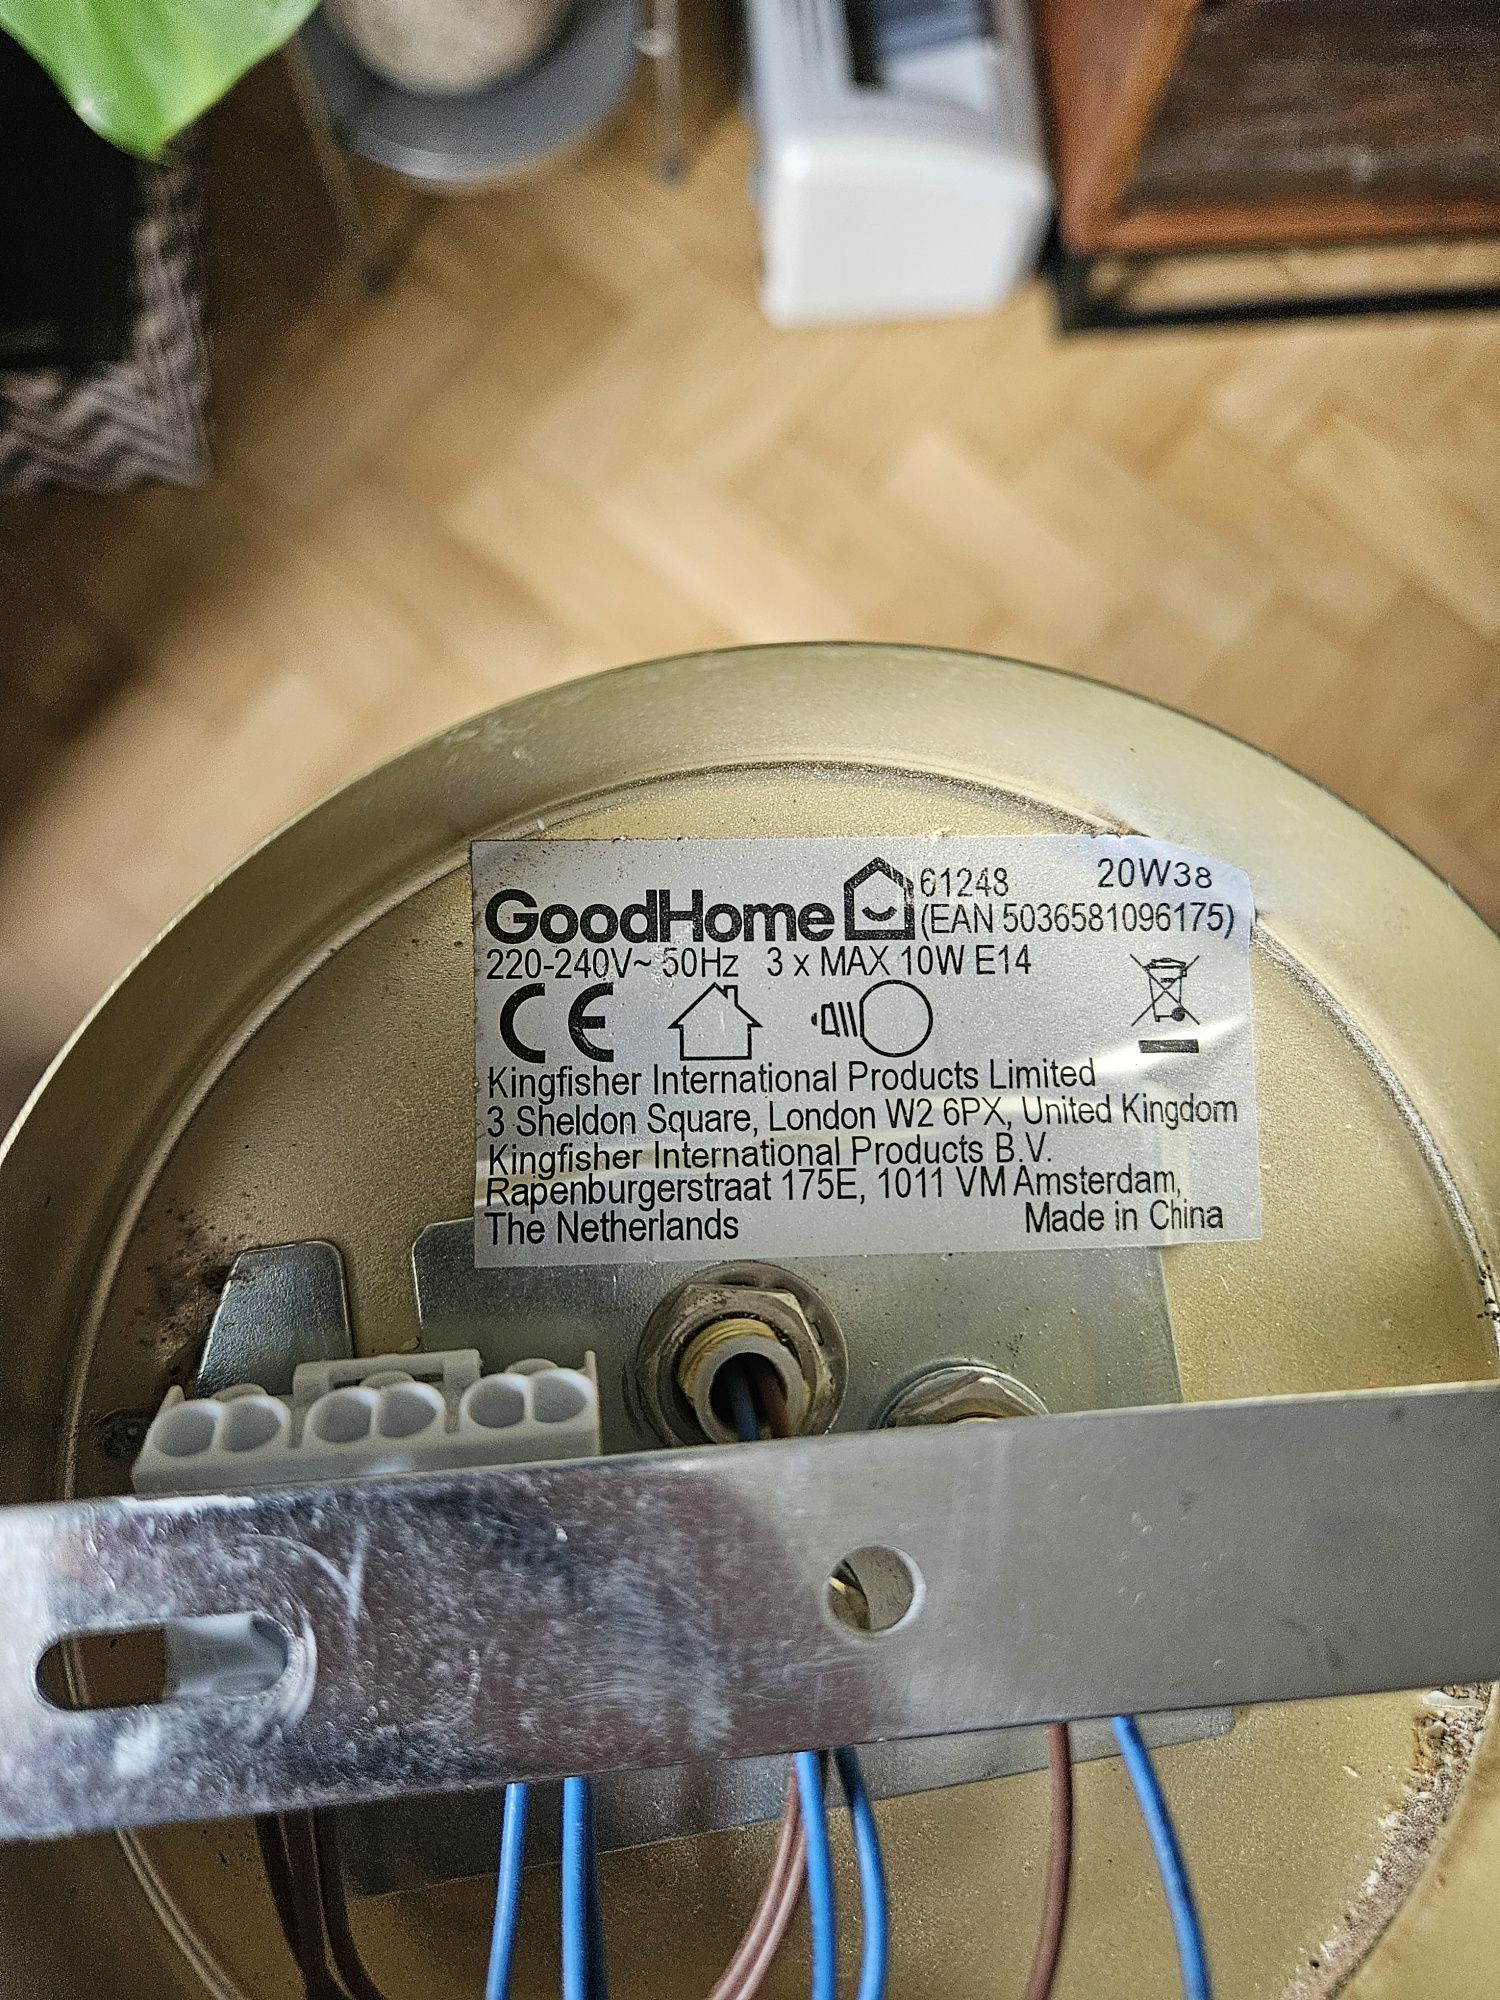 GoodHome 61248 20W38
(EAN 5036581096175)
220-240V~ 50Hz 3 x MAX 10W E14
CE
Kingfisher International Products Limited
3 Sheldon Square, London W2 6PX, United Kingdom
Kingfisher International Products B.V.
Rapenburgerstraat 175E, 1011 VM Amsterdam,
The Netherlands Made in China